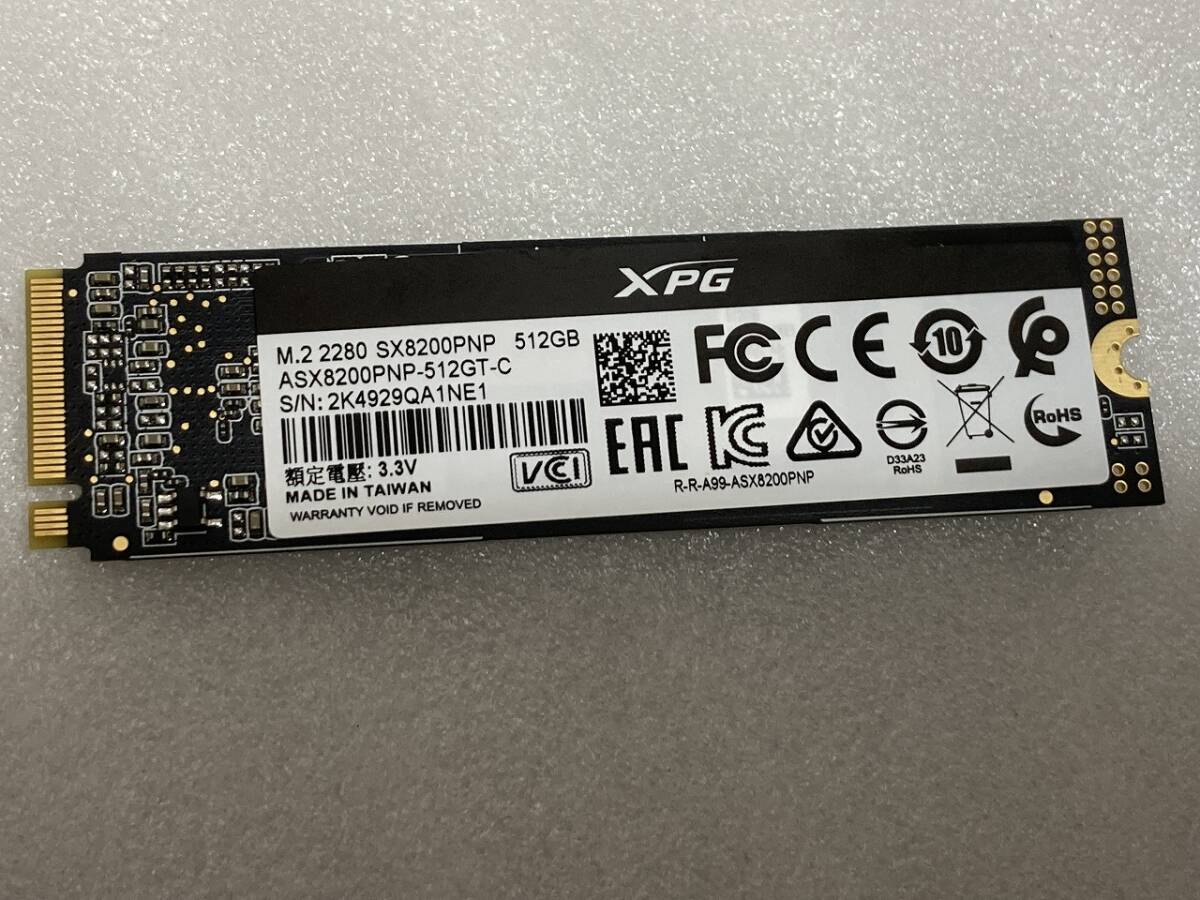 XPG
M.2 2280 SX8200PNP 512GB
ASX8200PNP-512GT-C
S/N: 2K4929QA1NE1
額定電壓: 3.3V
MADE IN TAIWAN
WARRANTY VOID IF REMOVED
VCCI
FC CE 10
EAC KC
D33A23
RoHS
RoHS
R-R-A99-ASX8200PNP